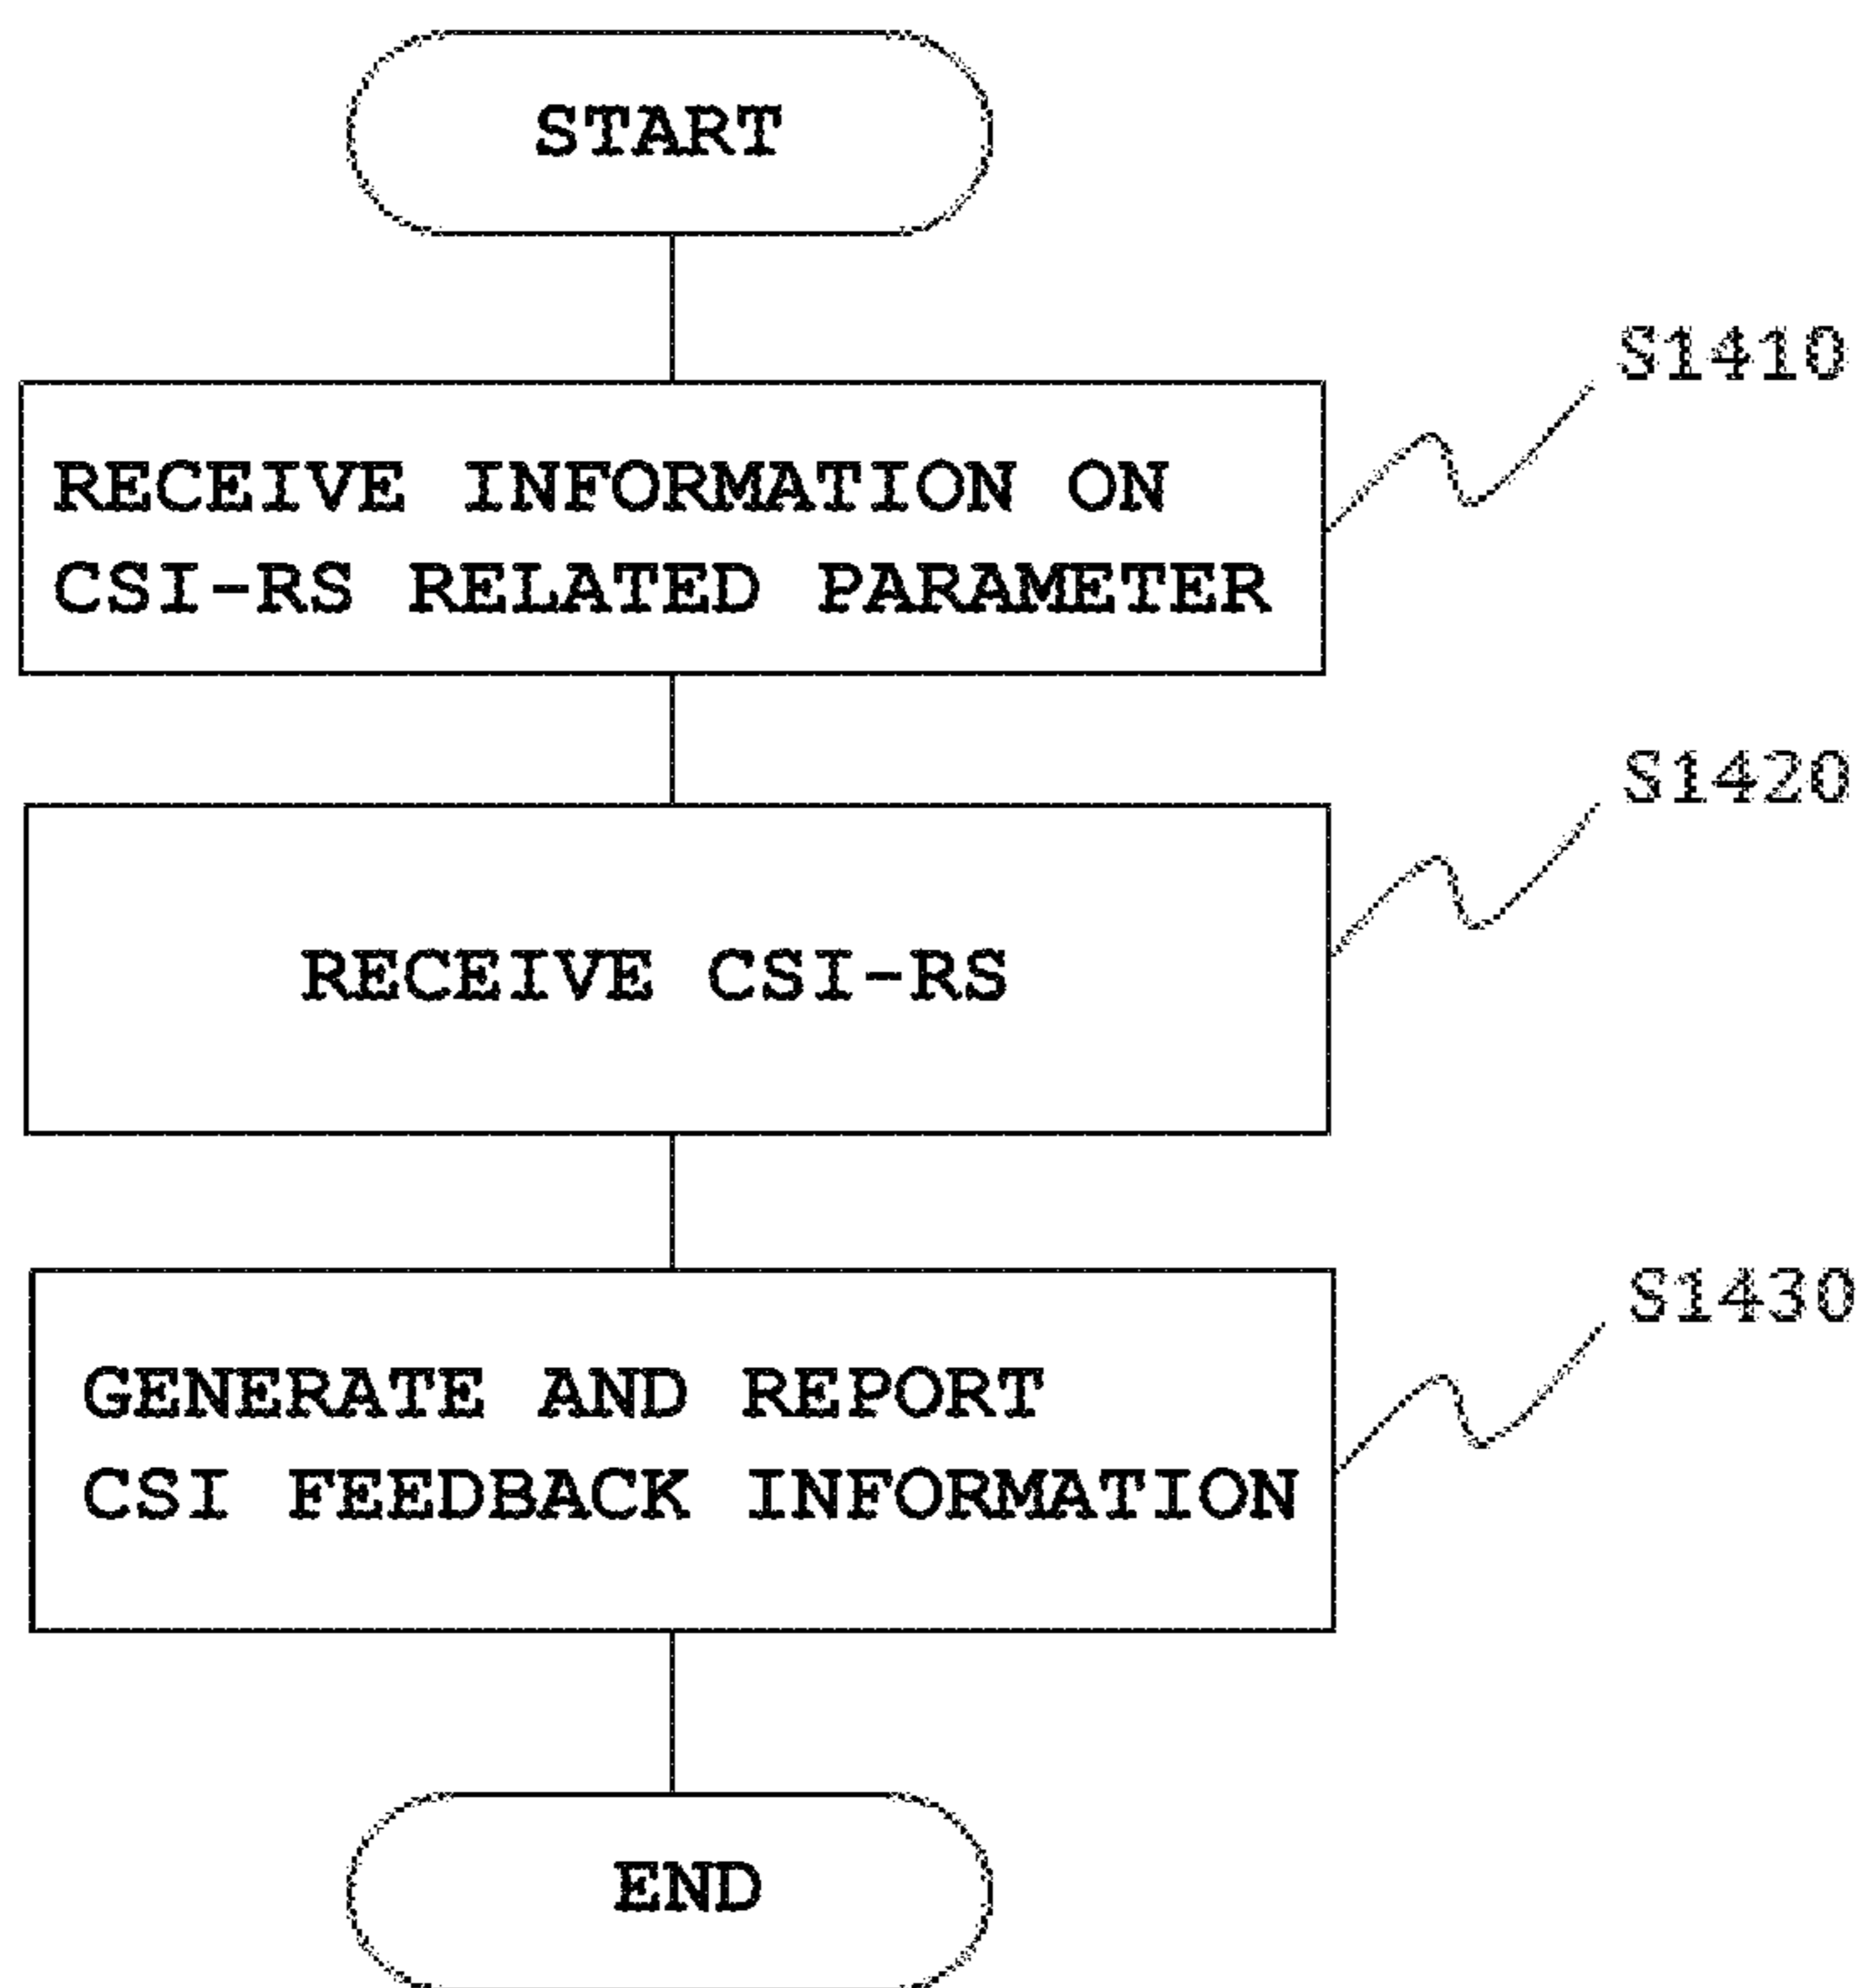 START
S1410
RECEIVE INFORMATION ON
CSI-RS RELATED PARAMETER
S1420
RECEIVE CSI-RS
S1430
GENERATE AND REPORT
CSI FEEDBACK INFORMATION
END